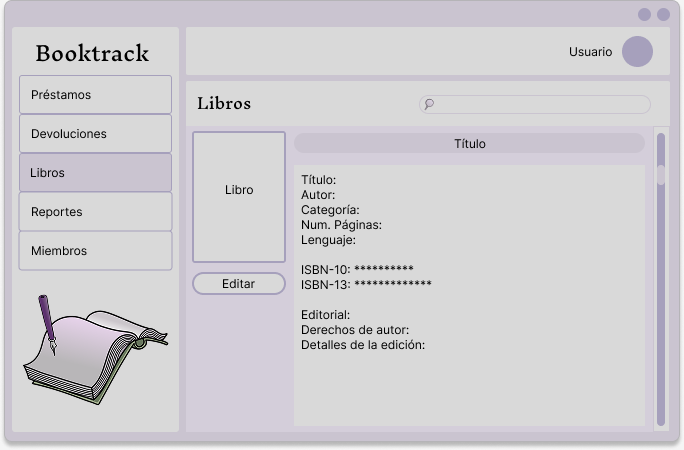 Booktrack
Préstamos
Devoluciones
Libros
Reportes
Miembros
Usuario
Libros
Libro
Editar
Título
Título:
Autor:
Categoría:
Num. Páginas:
Lenguaje:
ISBN-10: **********
ISBN-13: *************
Editorial:
Derechos de autor:
Detalles de la edición: